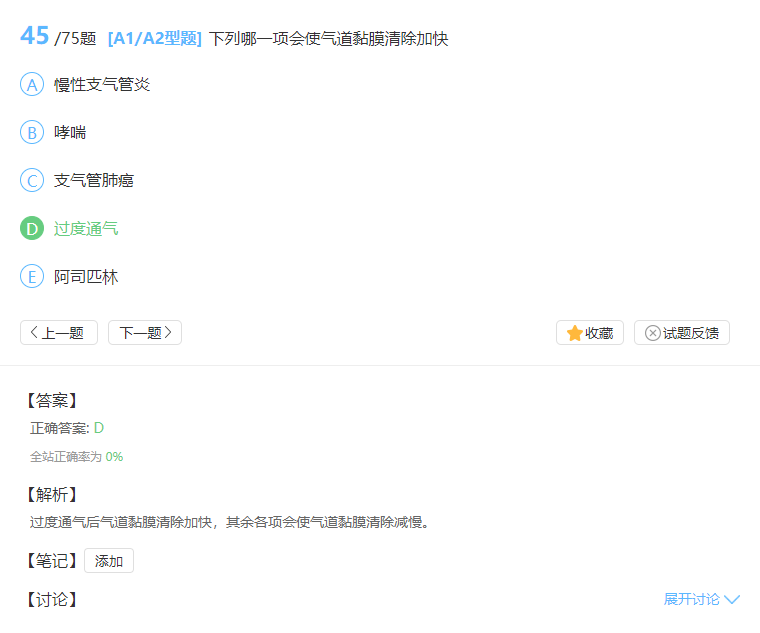 45 /75题 [A1/A2型题] 下列哪一项会使气道黏膜清除加快
A 慢性支气管炎
B 哮喘
C 支气管肺癌
D 过度通气
E 阿司匹林
上一题 下一题 收藏 试题反馈
【答案】
正确答案: D
全站正确率为 0%
【解析】
过度通气后气道黏膜清除加快，其余各项会使气道黏膜清除减慢。
【笔记】 添加
【讨论】 展开讨论